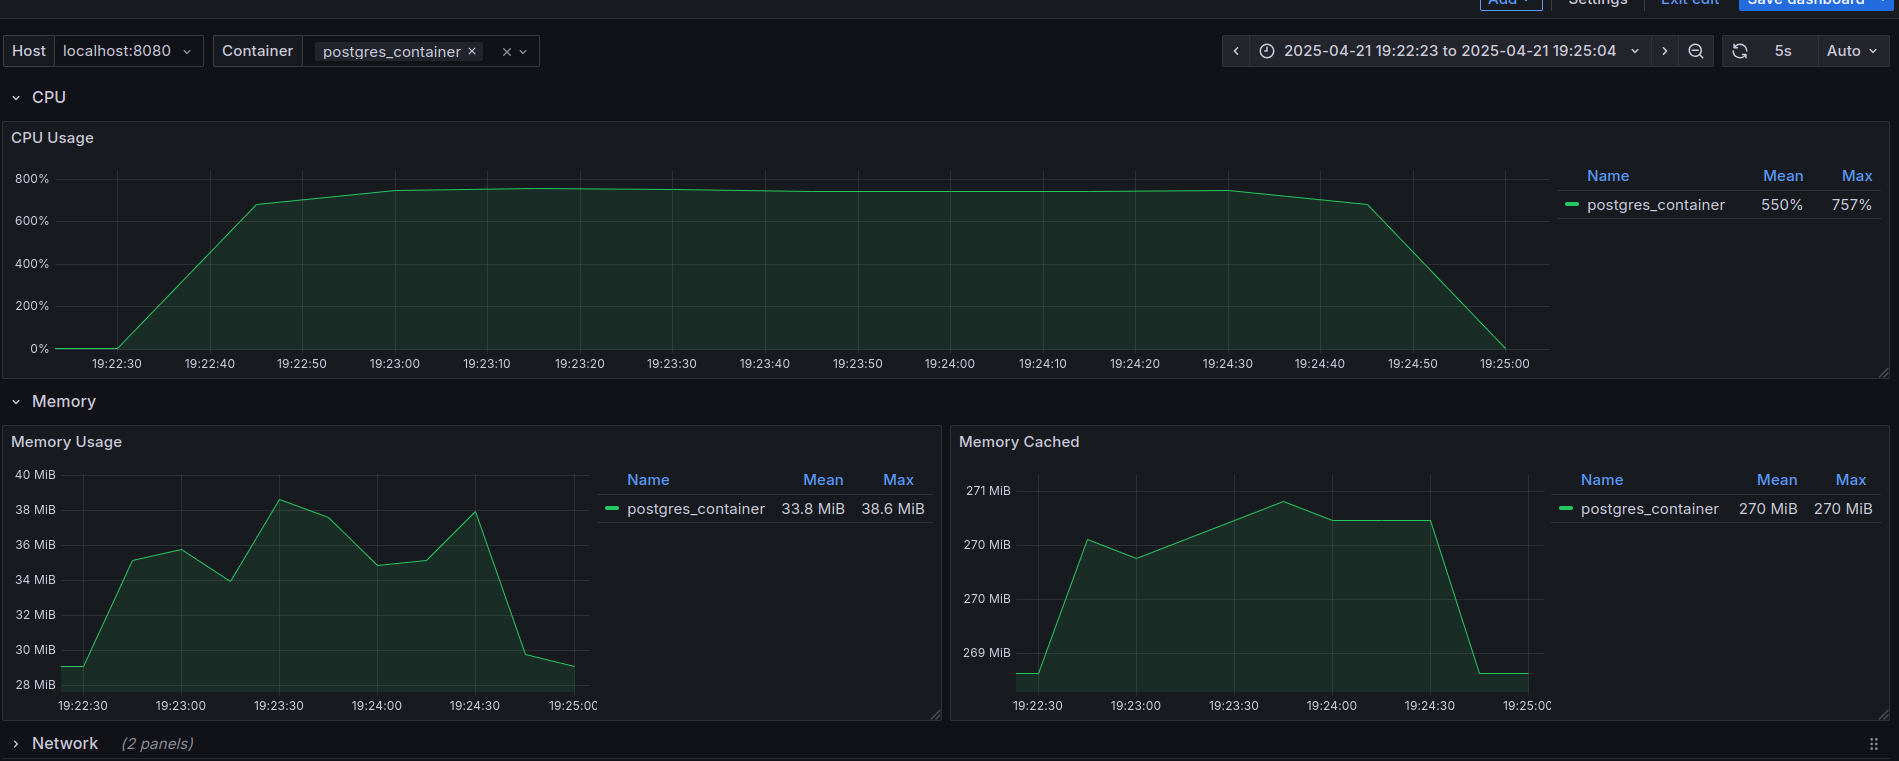 Add Settings Exit edit Save dashboard
Host localhost:8080 Container postgres_container 2025-04-21 19:22:23 to 2025-04-21 19:25:04 5s Auto
CPU
CPU Usage
800%
600%
400%
200%
0%
19:22:30 19:22:40 19:22:50 19:23:00 19:23:10 19:23:20 19:23:30 19:23:40 19:23:50 19:24:00 19:24:10 19:24:20 19:24:30 19:24:40 19:24:50 19:25:00
Name Mean Max
postgres_container 550% 757%
Memory
Memory Usage
40 MiB
38 MiB
36 MiB
34 MiB
32 MiB
30 MiB
28 MiB
19:22:30 19:23:00 19:23:30 19:24:00 19:24:30 19:25:00
Name Mean Max
postgres_container 33.8 MiB 38.6 MiB
Memory Cached
271 MiB
270 MiB
270 MiB
269 MiB
19:22:30 19:23:00 19:23:30 19:24:00 19:24:30 19:25:00
Name Mean Max
postgres_container 270 MiB 270 MiB
Network (2 panels)